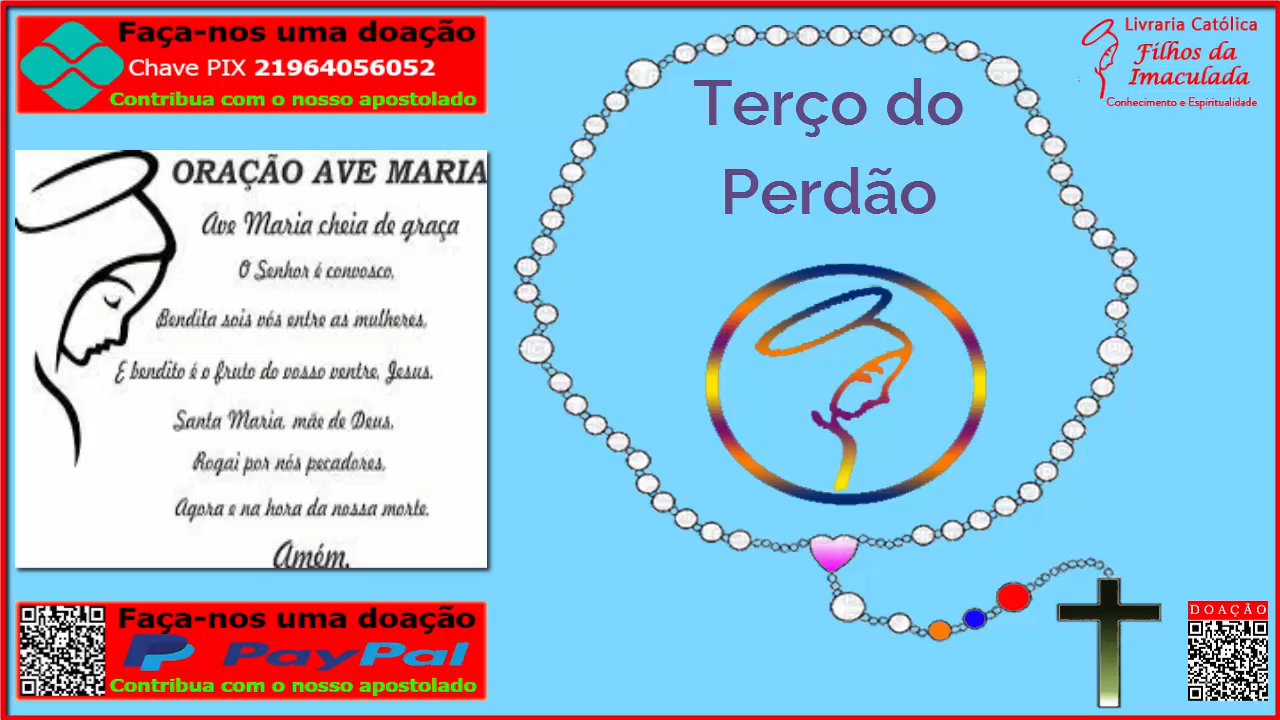 Faça-nos uma doação
Chave PIX 21964056052
Contribua com o nosso apostolado
ORAÇÃO AVE MARIA
Ave Maria cheia de graça
O Senhor é convosco,
Bendita sois vós entre as mulheres,
E bendito é o fruto do vosso ventre, Jesus.
Santa Maria, mãe de Deus,
Rogai por nós pecadores,
Agora e na hora da nossa morte.
Amém.
Faça-nos uma doação
PayPal
Contribua com o nosso apostolado
Terço do
Perdão
Livraria Católica
Filhos da
Imaculada
Conhecimento e Espiritualidade
DOAÇÃO